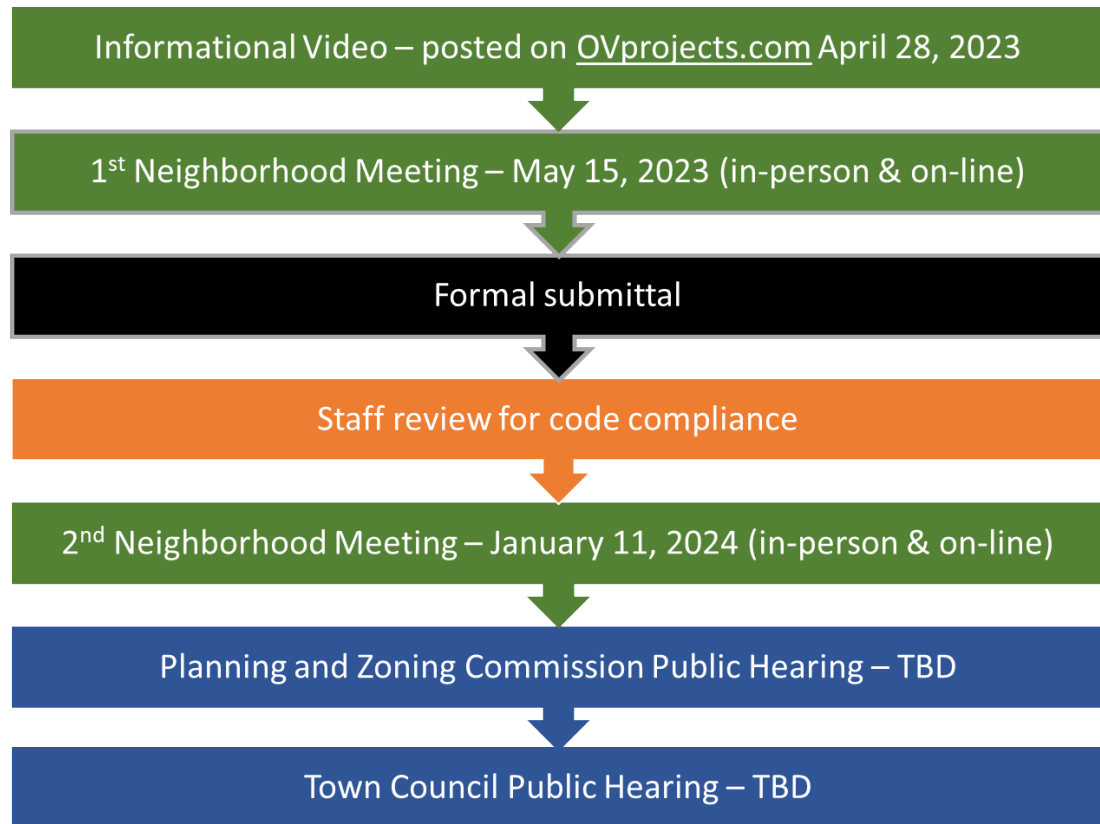 Informational Video – posted on OVprojects.com April 28, 2023
1st Neighborhood Meeting – May 15, 2023 (in-person & on-line)
Formal submittal
Staff review for code compliance
2nd Neighborhood Meeting – January 11, 2024 (in-person & on-line)
Planning and Zoning Commission Public Hearing – TBD
Town Council Public Hearing – TBD